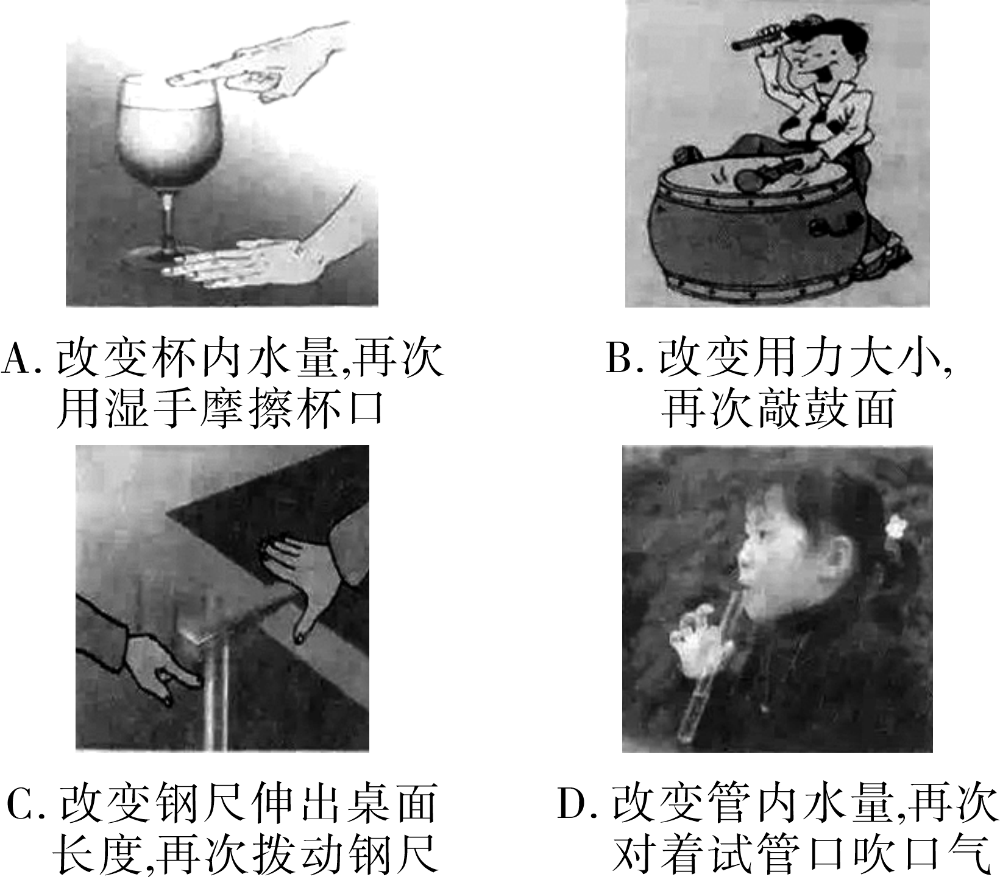 A. 改变杯内水量,再次
用湿手摩擦杯口
B. 改变用力大小,
再次敲鼓面
C. 改变钢尺伸出桌面
长度,再次拨动钢尺
D. 改变管内水量,再次
对着试管口吹口气